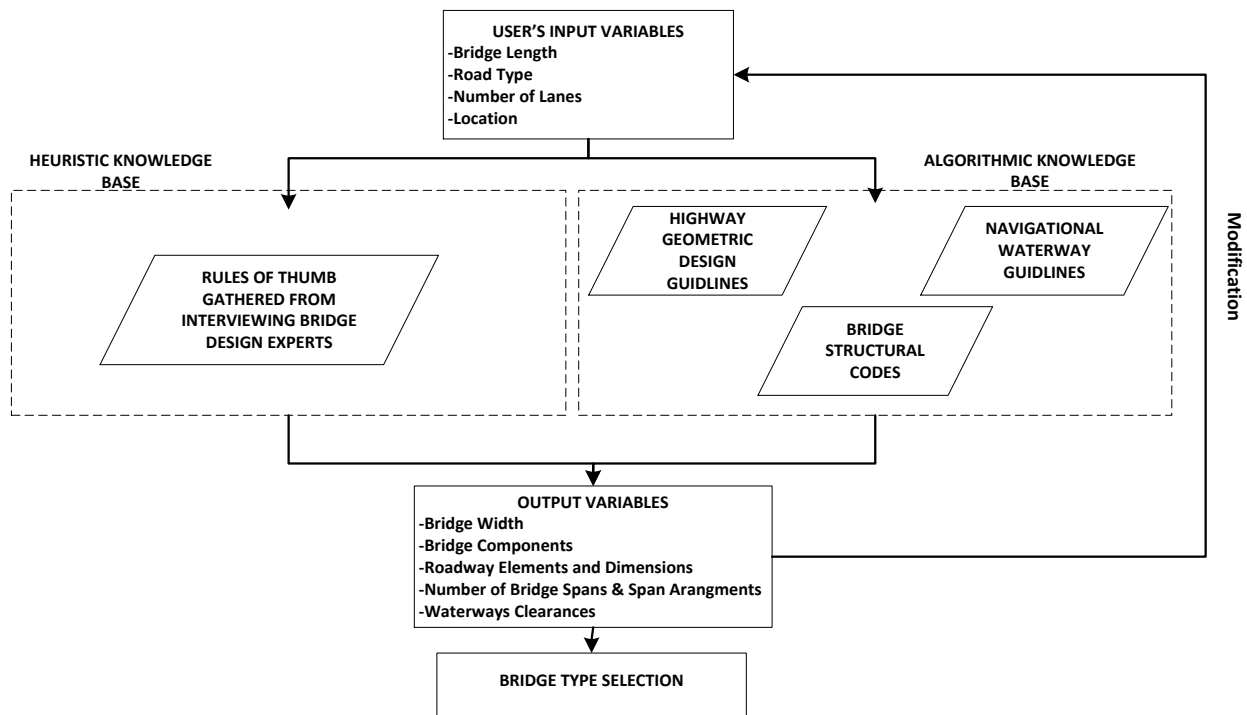 USER'S INPUT VARIABLES
-Bridge Length
-Road Type
-Number of Lanes
-Location
HEURISTIC KNOWLEDGE
BASE
ALGORITHMIC KNOWLEDGE
BASE
RULES OF THUMB
GATHERED FROM
INTERVIEWING BRIDGE
DESIGN EXPERTS
HIGHWAY
GEOMETRIC
DESIGN
GUIDLINES
NAVIGATIONAL
WATERWAY
GUIDLINES
BRIDGE
STRUCTURAL
CODES
Modification
OUTPUT VARIABLES
-Bridge Width
-Bridge Components
-Roadway Elements and Dimensions
-Number of Bridge Spans & Span Arangments
-Waterways Clearances
BRIDGE TYPE SELECTION